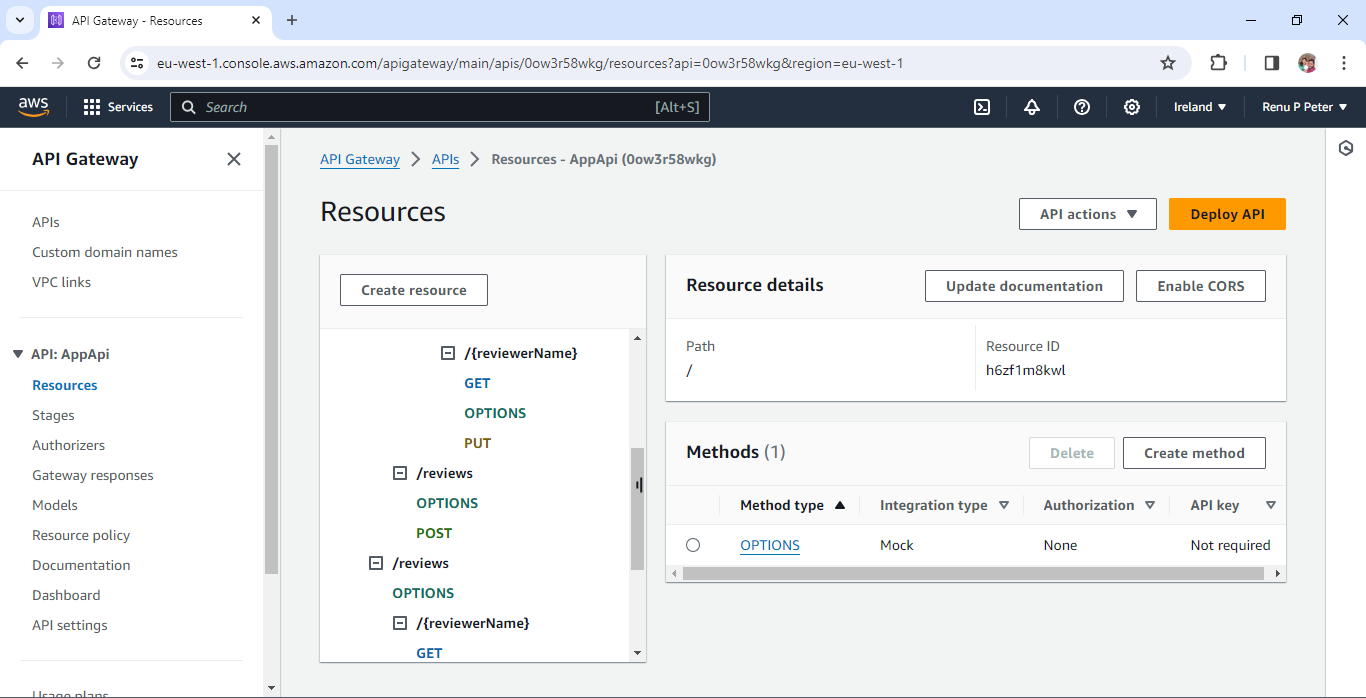 API Gateway - Resources
eu-west-1.console.aws.amazon.com/apigateway/main/apis/0ow3r58wkg/resources?api=0ow3r58wkg&region=eu-west-1
aws
Services
Search
[Alt+S]
Ireland
Renu P Peter
API Gateway
APIs
Custom domain names
VPC links
API: AppApi
Resources
Stages
Authorizers
Gateway responses
Models
Resource policy
Documentation
Dashboard
API settings
Usage plans
API Gateway
APIs
Resources - AppApi (0ow3r58wkg)
Resources
API actions
Deploy API
Create resource
/{reviewerName}
GET
OPTIONS
PUT
/reviews
OPTIONS
POST
/reviews
OPTIONS
/{reviewerName}
GET
Resource details
Update documentation
Enable CORS
Path
/
Resource ID
h6zf1m8kwl
Methods (1)
Delete
Create method
Method type
Integration type
Authorization
API key
OPTIONS
Mock
None
Not required